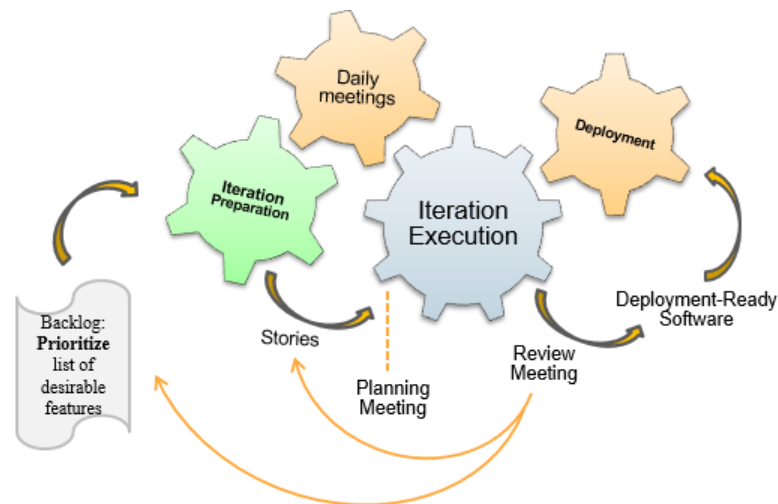 Daily
meetings
Deployment
Iteration
Preparation
Iteration
Execution
Backlog:
Prioritize
list of
desirable
features
Stories
Planning
Meeting
Review
Meeting
Deployment-Ready
Software